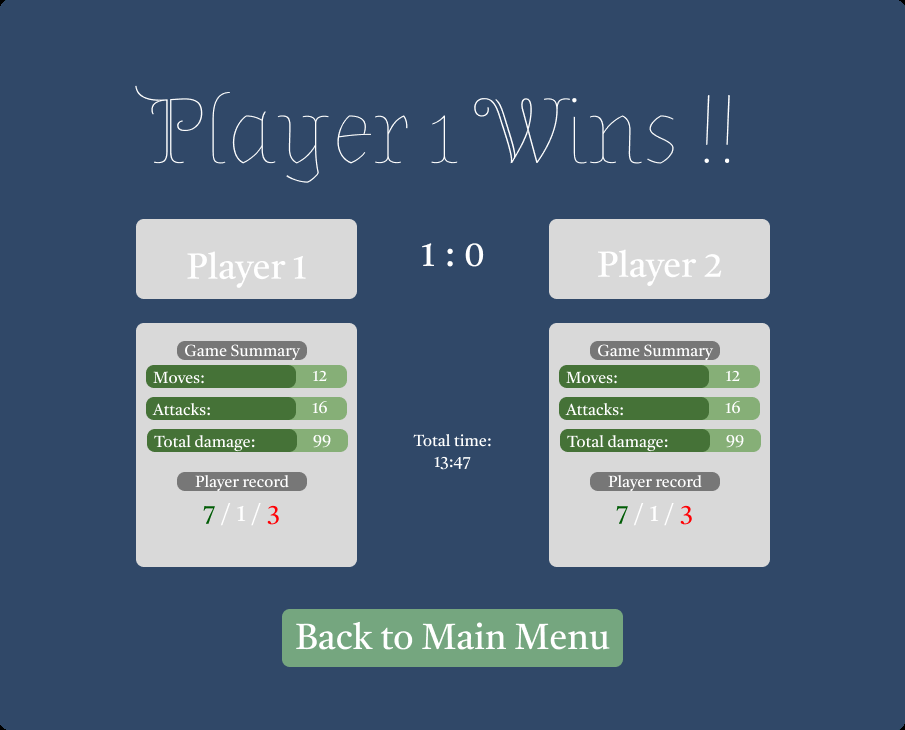 Player 1 Wins !!
Player 1
1 : 0
Player 2
Game Summary
Moves: 12
Attacks: 16
Total damage: 99
Player record
7 / 1 / 3
Total time:
13:47
Game Summary
Moves: 12
Attacks: 16
Total damage: 99
Player record
7 / 1 / 3
Back to Main Menu